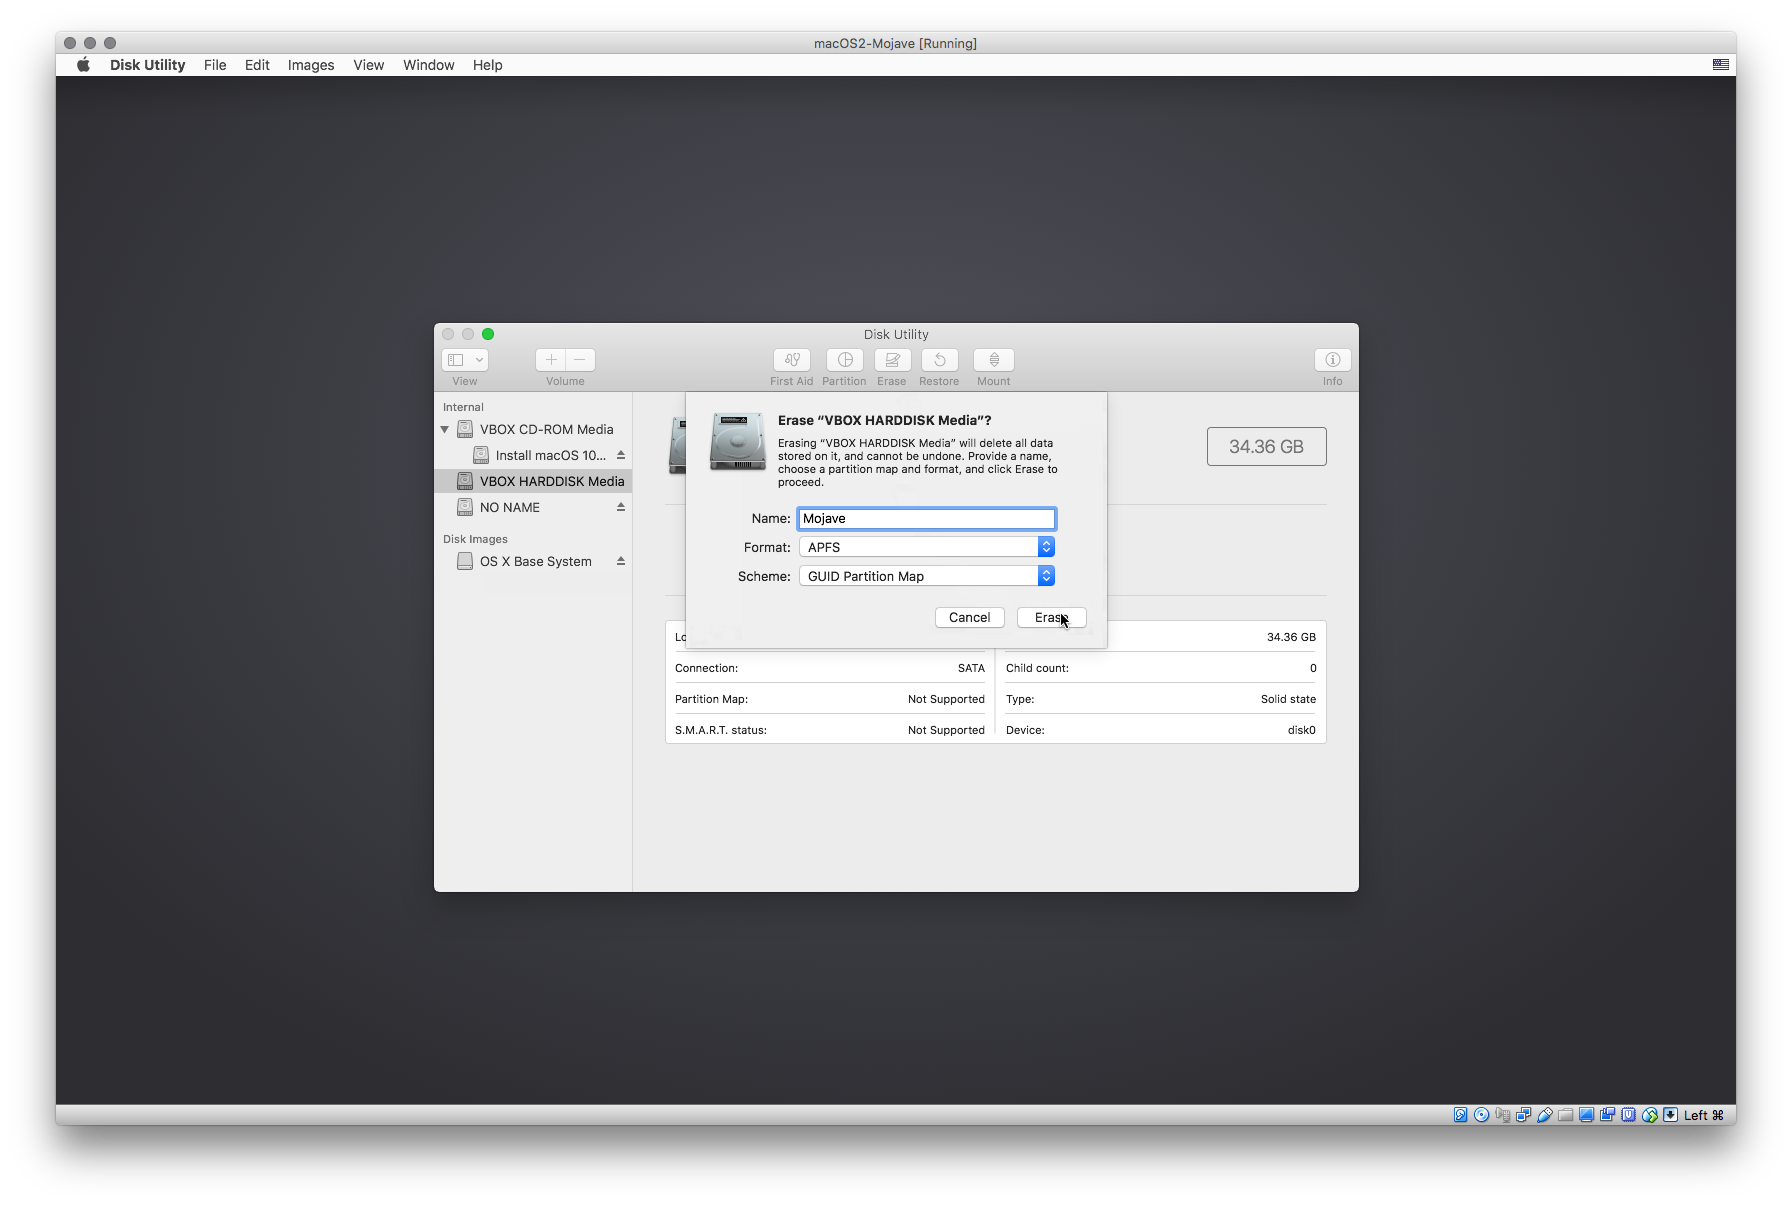 macOS2-Mojave [Running]
Disk Utility File Edit Images View Window Help
Disk Utility
View Volume First Aid Partition Erase Restore Mount Info
Internal
VBOX CD-ROM Media
Install macOS 10...
VBOX HARDDISK Media
NO NAME
Disk Images
OS X Base System
Erase “VBOX HARDDISK Media”?
Erasing “VBOX HARDDISK Media” will delete all data
stored on it, and cannot be undone. Provide a name,
choose a partition map and format, and click Erase to
proceed.
Name: Mojave
Format: APFS
Scheme: GUID Partition Map
Cancel Erase
34.36 GB
34.36 GB
Connection: SATA Child count: 0
Partition Map: Not Supported Type: Solid state
S.M.A.R.T. status: Not Supported Device: disk0
Left ⌘